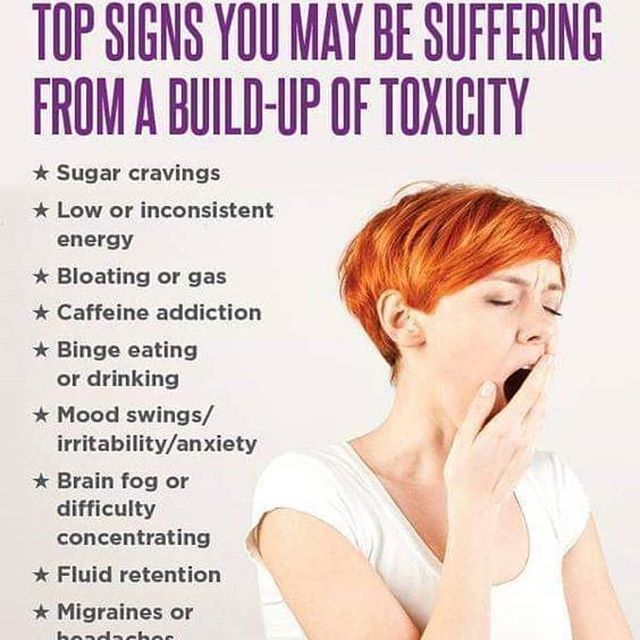 TOP SIGNS YOU MAY BE SUFFERING
FROM A BUILD-UP OF TOXICITY
★ Sugar cravings
★ Low or inconsistent
energy
★ Bloating or gas
★ Caffeine addiction
★ Binge eating
or drinking
★ Mood swings/
irritability/anxiety
★ Brain fog or
difficulty
concentrating
★ Fluid retention
★ Migraines or
headaches